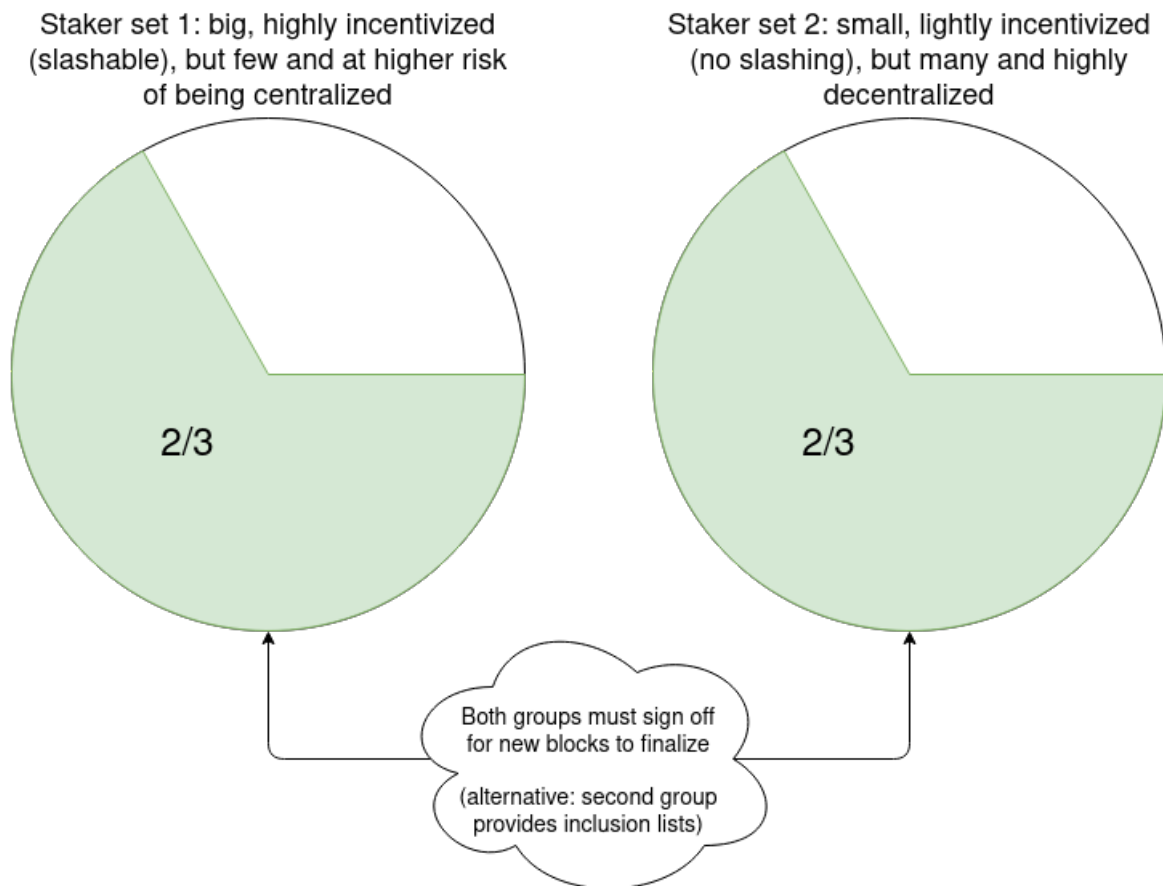 Staker set 1: big, highly incentivized
(slashable), but few and at higher risk
of being centralized
Staker set 2: small, lightly incentivized
(no slashing), but many and highly
decentralized
2/3
2/3
Both groups must sign off
for new blocks to finalize
(alternative: second group
provides inclusion lists)